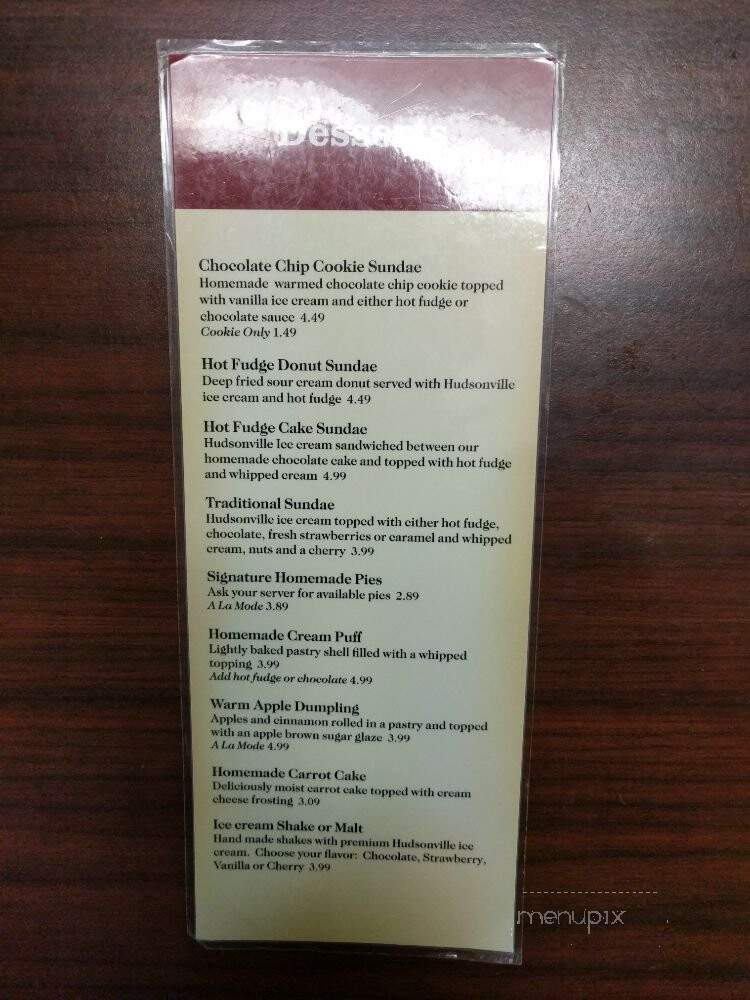 Desserts
Chocolate Chip Cookie Sundae
Homemade warmed chocolate chip cookie topped
with vanilla ice cream and either hot fudge or
chocolate sauce 4.49
Cookie Only 1.49
Hot Fudge Donut Sundae
Deep fried sour cream donut served with Hudsonville
ice cream and hot fudge 4.49
Hot Fudge Cake Sundae
Hudsonville Ice cream sandwiched between our
homemade chocolate cake and topped with hot fudge
and whipped cream 4.99
Traditional Sundae
Hudsonville ice cream topped with either hot fudge,
chocolate, fresh strawberries or caramel and whipped
cream, nuts and a cherry 3.99
Signature Homemade Pies
Ask your server for available pies 2.89
A La Mode 3.89
Homemade Cream Puff
Lightly baked pastry shell filled with a whipped
topping 3.99
Add hot fudge or chocolate 4.99
Warm Apple Dumpling
Apples and cinnamon rolled in a pastry and topped
with an apple brown sugar glaze 3.99
A La Mode 4.99
Homemade Carrot Cake
Deliciously moist carrot cake topped with cream
cheese frosting 3.09
Ice cream Shake or Malt
Hand made shakes with premium Hudsonville ice
cream. Choose your flavor: Chocolate, Strawberry,
Vanilla or Cherry 3.99
menupix